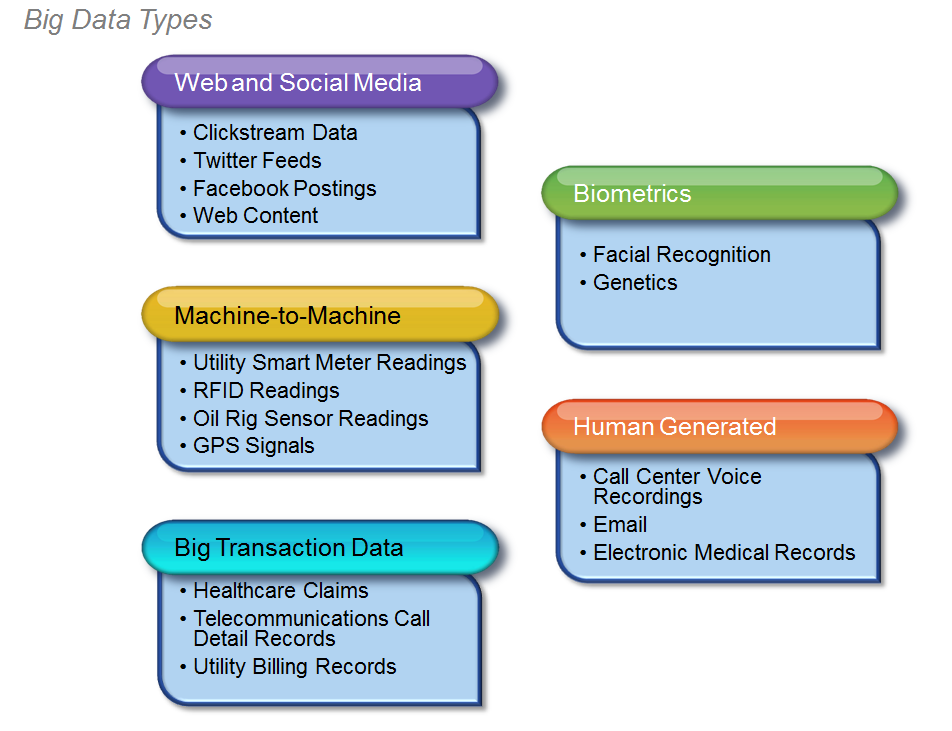 Big Data Types
Web and Social Media
• Clickstream Data
• Twitter Feeds
• Facebook Postings
• Web Content
Machine-to-Machine
• Utility Smart Meter Readings
• RFID Readings
• Oil Rig Sensor Readings
• GPS Signals
Big Transaction Data
• Healthcare Claims
• Telecommunications Call
Detail Records
• Utility Billing Records
Biometrics
• Facial Recognition
• Genetics
Human Generated
• Call Center Voice
Recordings
• Email
• Electronic Medical Records